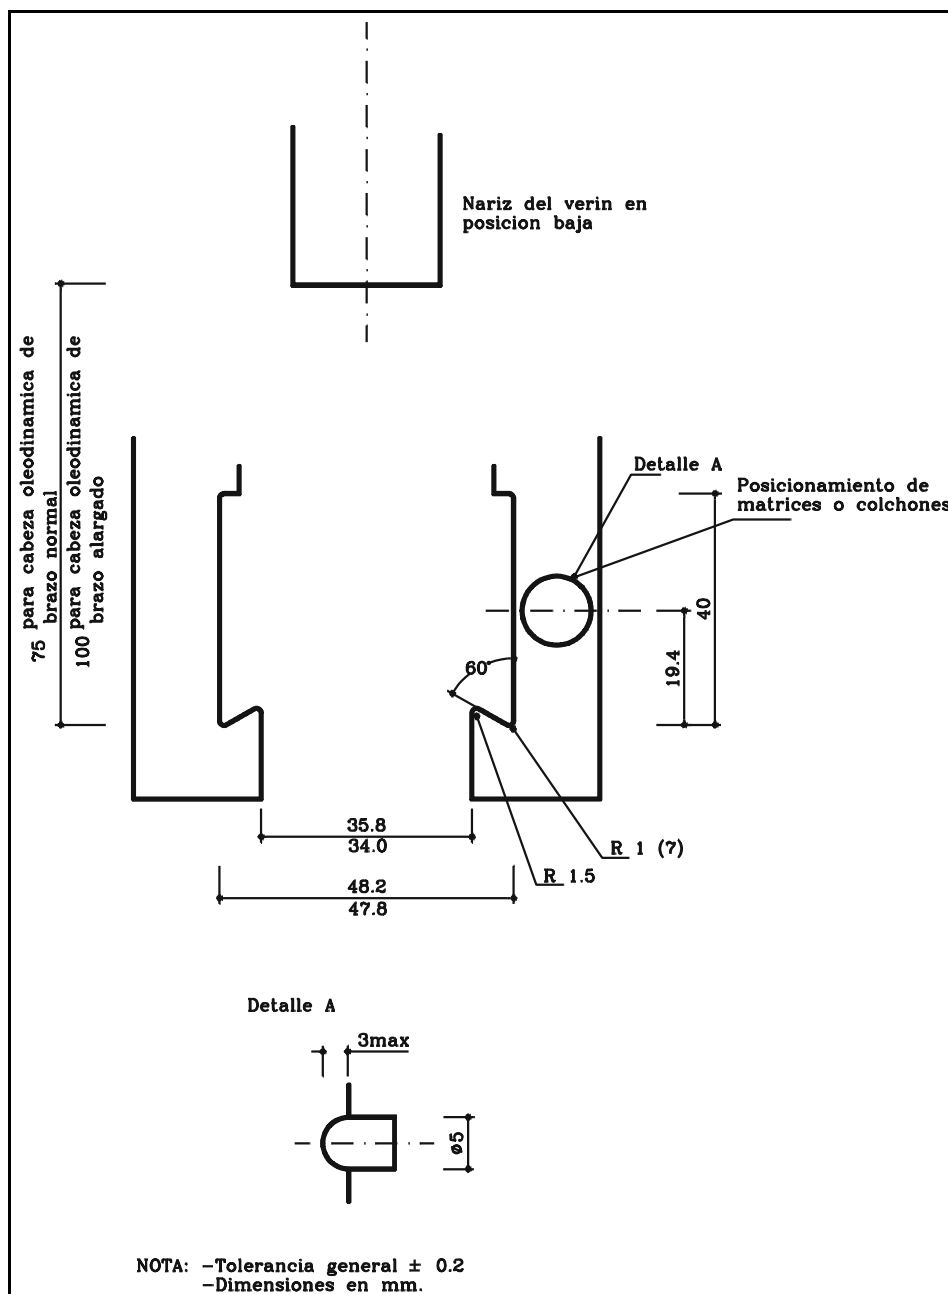 Nariz del verin en
posicion baja
75 para cabeza oleodinamica de
brazo normal
100 para cabeza oleodinamica de
brazo alargado
Detalle A
Posicionamiento de
matrices o colchones
40
19.4
60°
35.8
34.0
R 1 (7)
R 1.5
48.2
47.8
Detalle A
3max
ø5
NOTA: -Tolerancia general ± 0.2
-Dimensiones en mm.